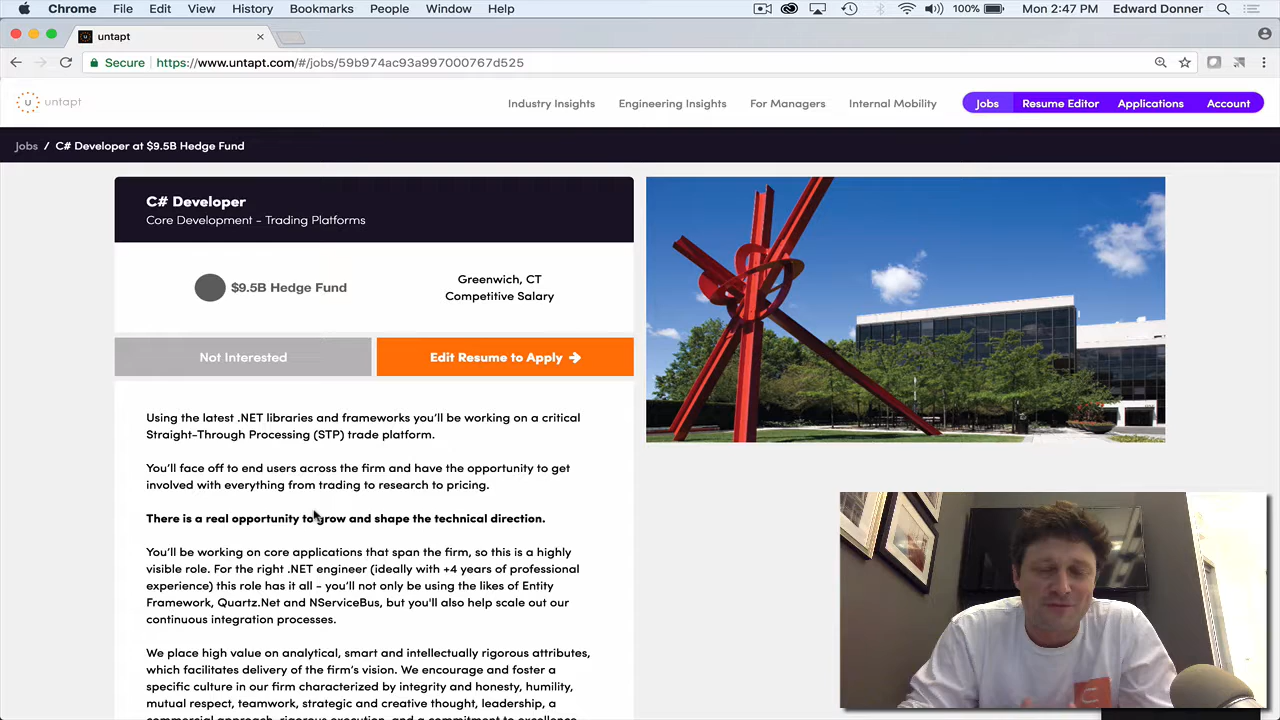 Chrome File Edit View History Bookmarks People Window Help 100% Mon 2:47 PM Edward Donner
untapt
Secure https://www.untapt.com/#/jobs/59b974ac93a997000767d525
u untapt Industry Insights Engineering Insights For Managers Internal Mobility Jobs Resume Editor Applications Account
Jobs / C# Developer at $9.5B Hedge Fund
C# Developer
Core Development - Trading Platforms
$9.5B Hedge Fund
Greenwich, CT
Competitive Salary
Not Interested Edit Resume to Apply →
Using the latest .NET libraries and frameworks you'll be working on a critical
Straight-Through Processing (STP) trade platform.
You'll face off to end users across the firm and have the opportunity to get
involved with everything from trading to research to pricing.
There is a real opportunity to grow and shape the technical direction.
You'll be working on core applications that span the firm, so this is a highly
visible role. For the right .NET engineer (ideally with +4 years of professional
experience) this role has it all - you'll not only be using the likes of Entity
Framework, Quartz.Net and NServiceBus, but you'll also help scale out our
continuous integration processes.
We place high value on analytical, smart and intellectually rigorous attributes,
which facilitates delivery of the firm's vision. We encourage and foster a
specific culture in our firm characterized by integrity and honesty, humility,
mutual respect, teamwork, strategic and creative thought, leadership, a
commercial approach, rigorous execution, and a commitment to excellence